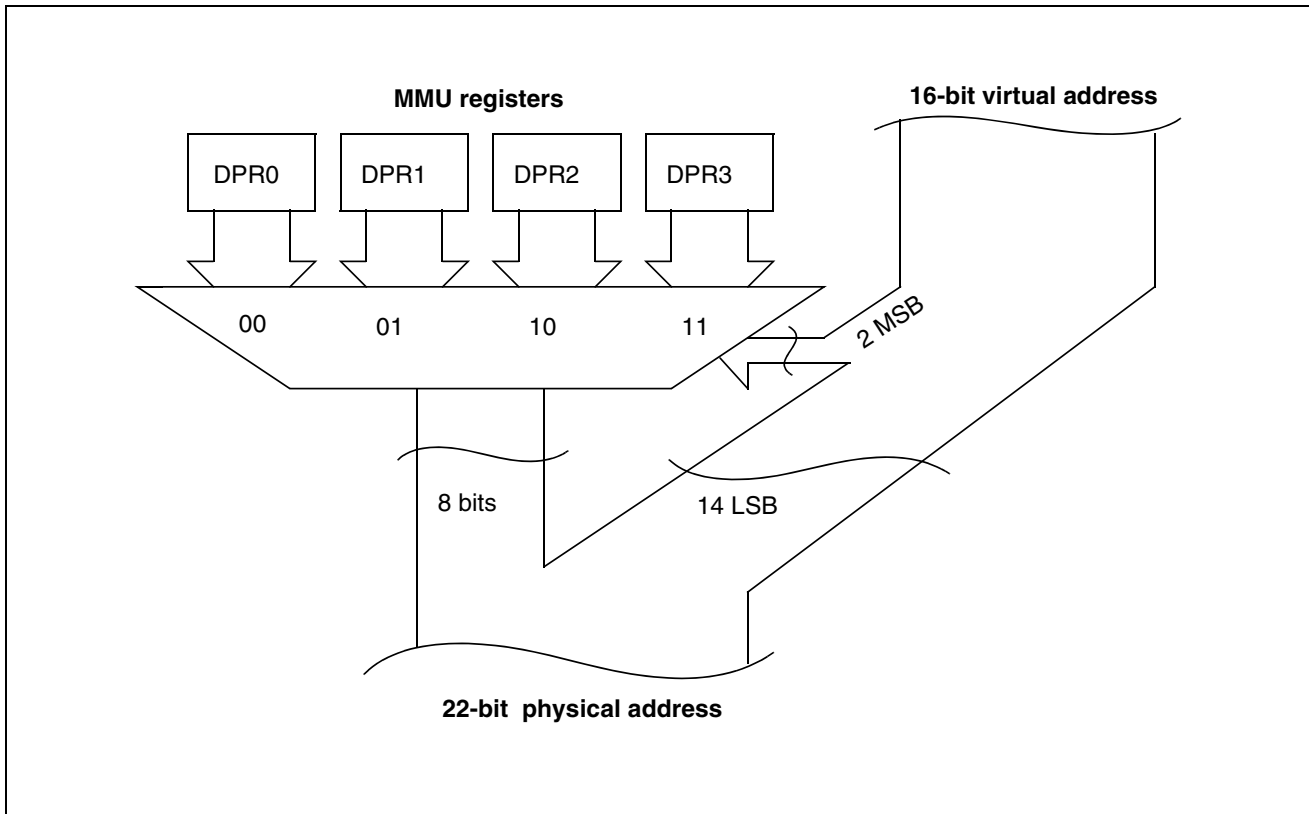 MMU registers
16-bit virtual address
DPR0
DPR1
DPR2
DPR3
00
01
10
11
2 MSB
8 bits
14 LSB
22-bit physical address